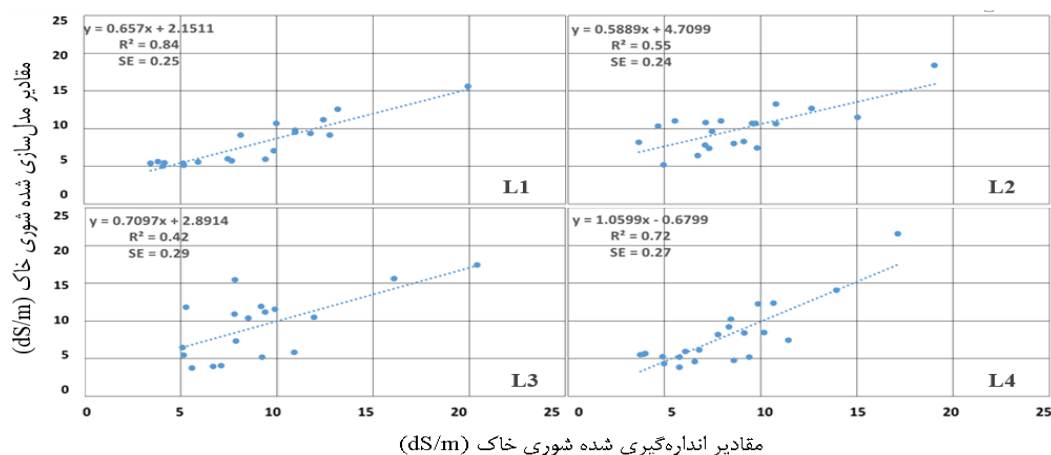 مقادیر مدل‌سازی شده شوری خاک (dS/m)
25
20
15
10
5
0
y = 0.657x + 2.1511
R² = 0.84
SE = 0.25
L1
y = 0.5889x + 4.7099
R² = 0.55
SE = 0.24
L2
25
20
15
10
5
0
y = 0.7097x + 2.8914
R² = 0.42
SE = 0.29
L3
y = 1.0599x - 0.6799
R² = 0.72
SE = 0.27
L4
0 5 10 15 20 25
5 10 15 20 25
مقادیر اندازه‌گیری شده شوری خاک (dS/m)